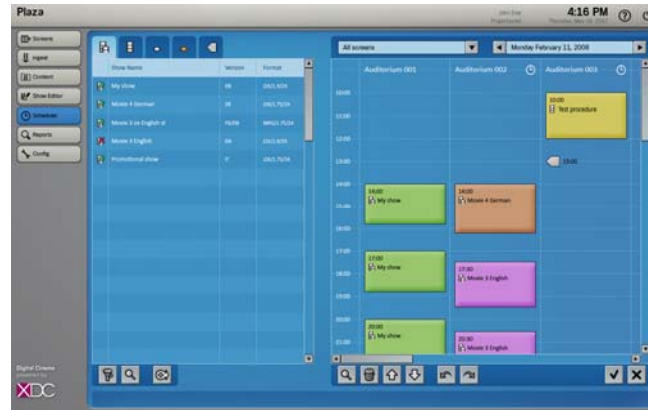 Plaza
4:16 PM
Screens
Ingest
Content
Show Editor
Scheduler
Reports
Config
Show Name Version Format
My show
Movie 4 German
Movie 3 English
Promotional show
All screens
Monday February 11, 2008
Auditorium 001 Auditorium 002 Auditorium 003
10:00
11:00
12:00
13:00
14:00
15:00
16:00
17:00
18:00
19:00
20:00
21:00
10:00
Test procedure
13:00
14:00
My show
14:00
Movie 4 German
17:00
My show
17:30
Movie 3 English
20:00
My show
20:30
Movie 3 English
Digital Cinema
powered by
XDC